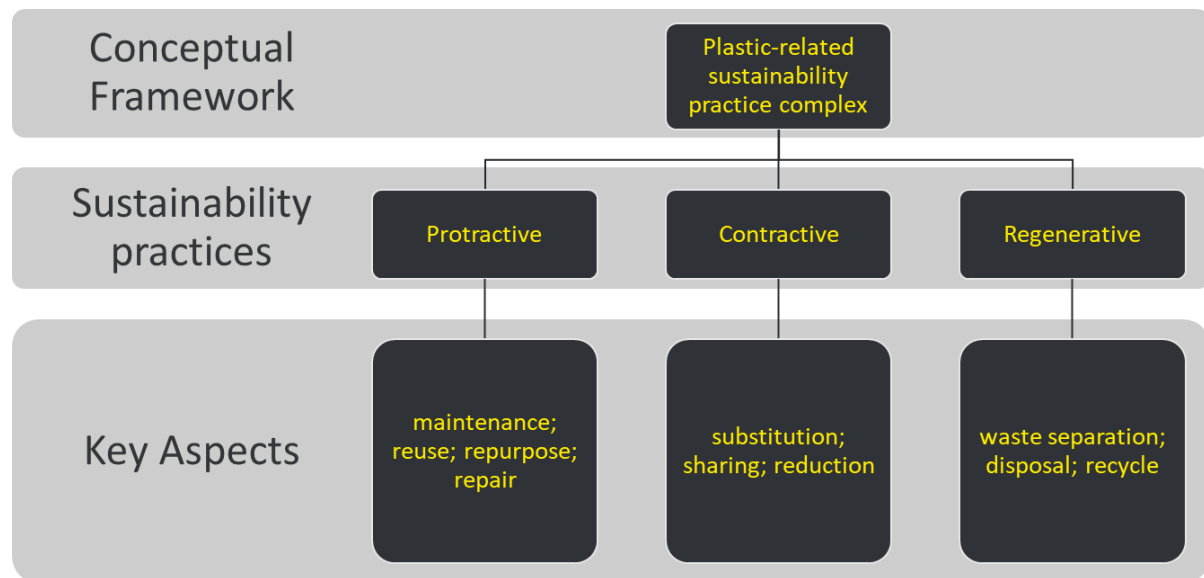 Conceptual
Framework
Plastic-related
sustainability
practice complex
Sustainability
practices
Protractive
Contractive
Regenerative
Key Aspects
maintenance;
reuse; repurpose;
repair
substitution;
sharing; reduction
waste separation;
disposal; recycle